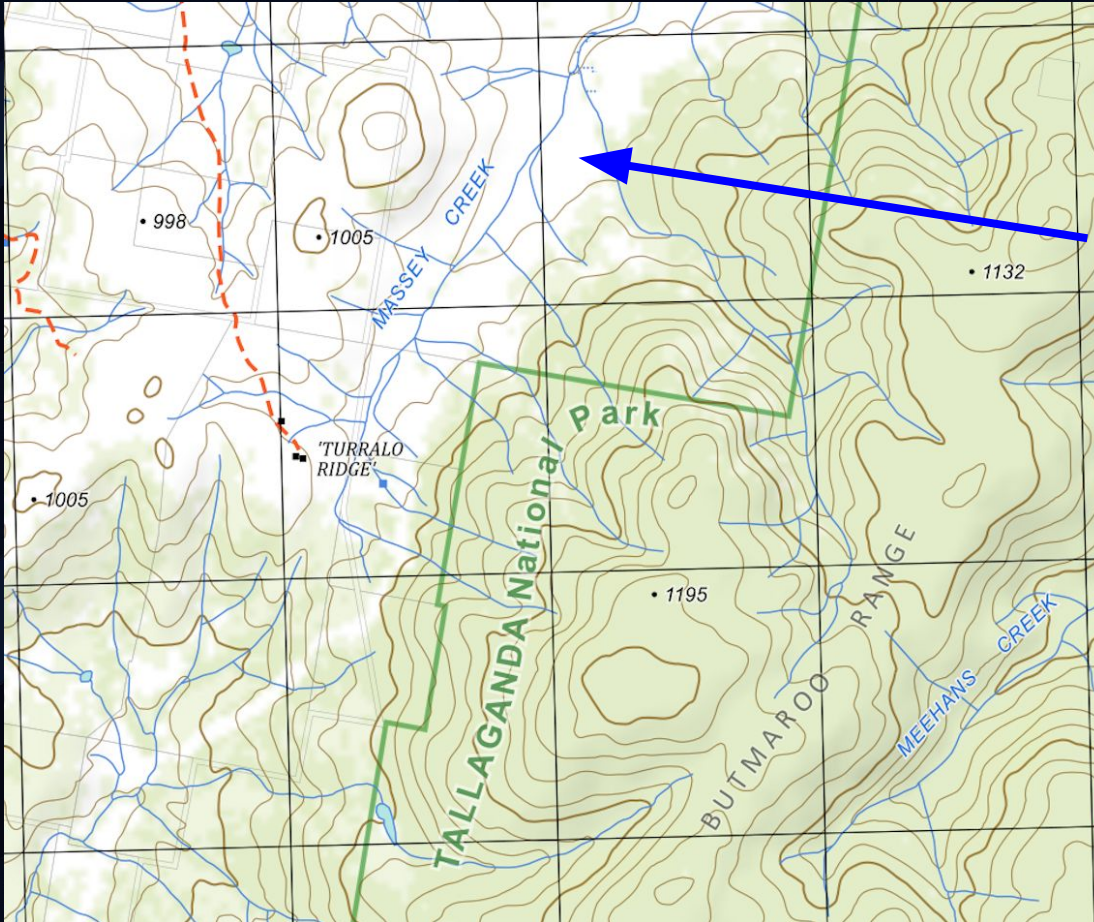 CREEK
MASSEY
998
1005
1132
Park
'TURRALO
RIDGE'
1005
TALLAGANDA National
1195
BUTMAROO
RANGE
MEEHANS
CREEK